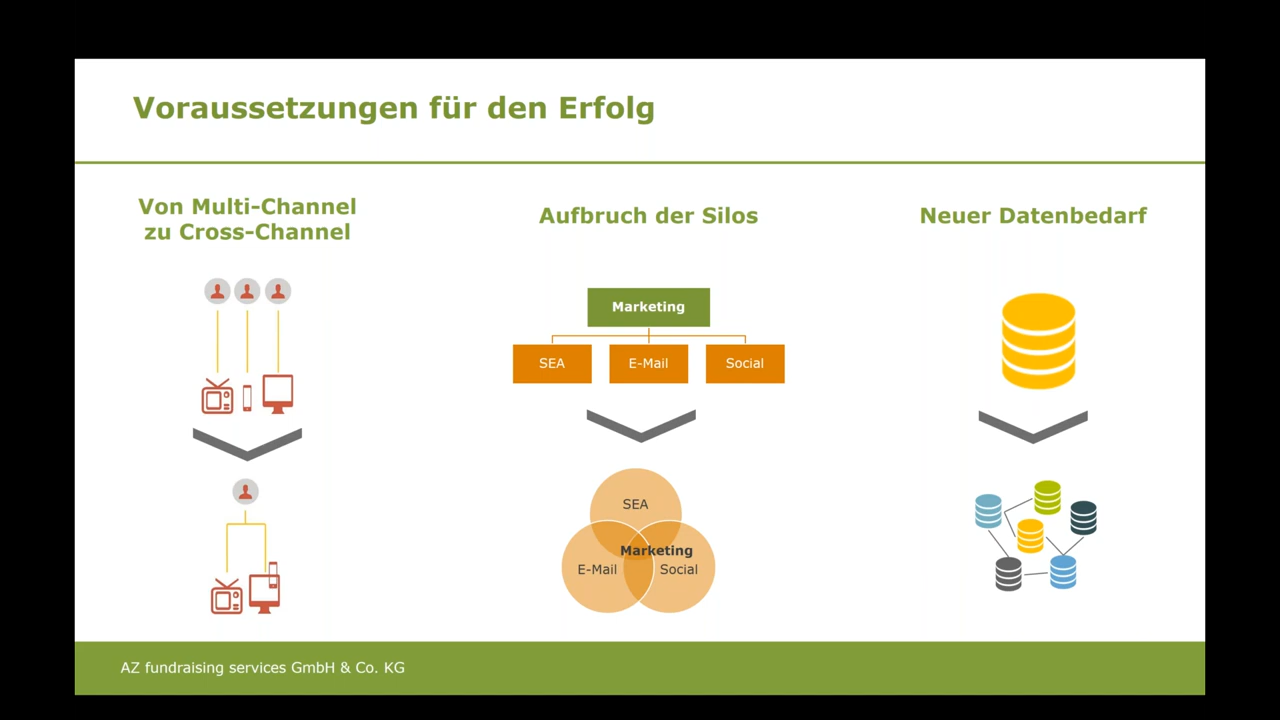 Voraussetzungen für den Erfolg
Von Multi-Channel
zu Cross-Channel
Aufbruch der Silos
Marketing
SEA
E-Mail
Social
SEA
Marketing
E-Mail
Social
Neuer Datenbedarf
AZ fundraising services GmbH & Co. KG